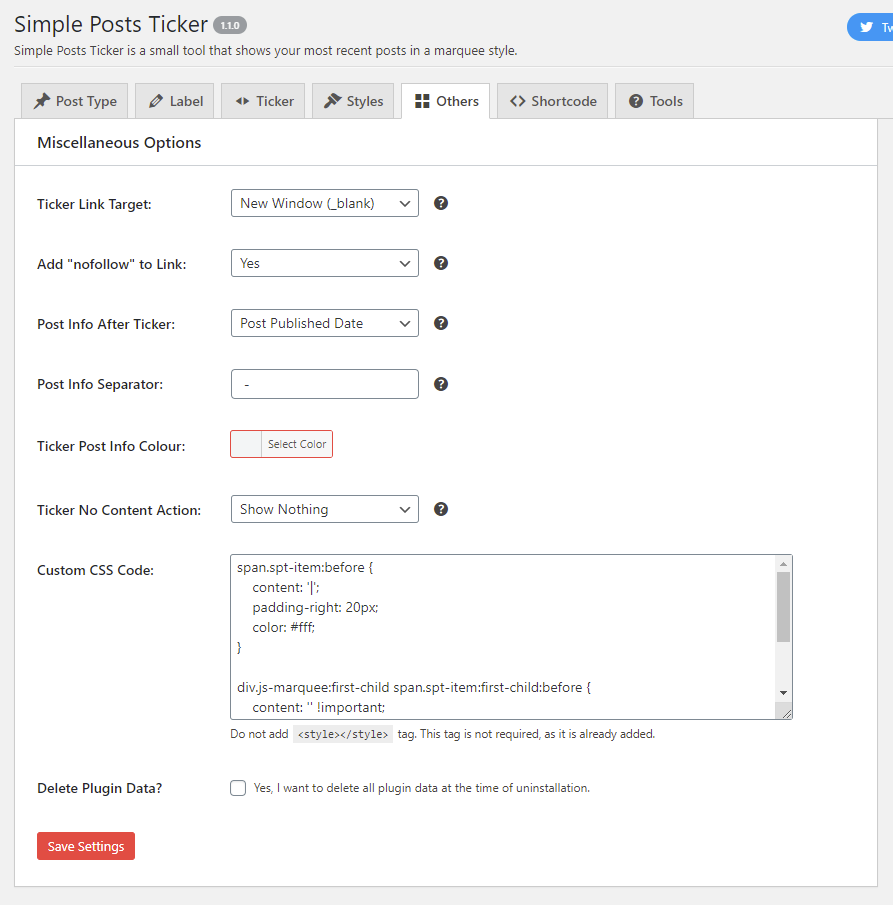 Simple Posts Ticker 1.1.0
Simple Posts Ticker is a small tool that shows your most recent posts in a marquee style.
Tw
Post Type Label Ticker Styles Others Shortcode Tools
Miscellaneous Options
Ticker Link Target: New Window (_blank)
Add "nofollow" to Link: Yes
Post Info After Ticker: Post Published Date
Post Info Separator: -
Ticker Post Info Colour: Select Color
Ticker No Content Action: Show Nothing
Custom CSS Code:
span.spt-item:before {
content: '|';
padding-right: 20px;
color: #fff;
}
div.js-marquee:first-child span.spt-item:first-child:before {
content: '' !important;
Do not add <style></style> tag. This tag is not required, as it is already added.
Delete Plugin Data? Yes, I want to delete all plugin data at the time of uninstallation.
Save Settings